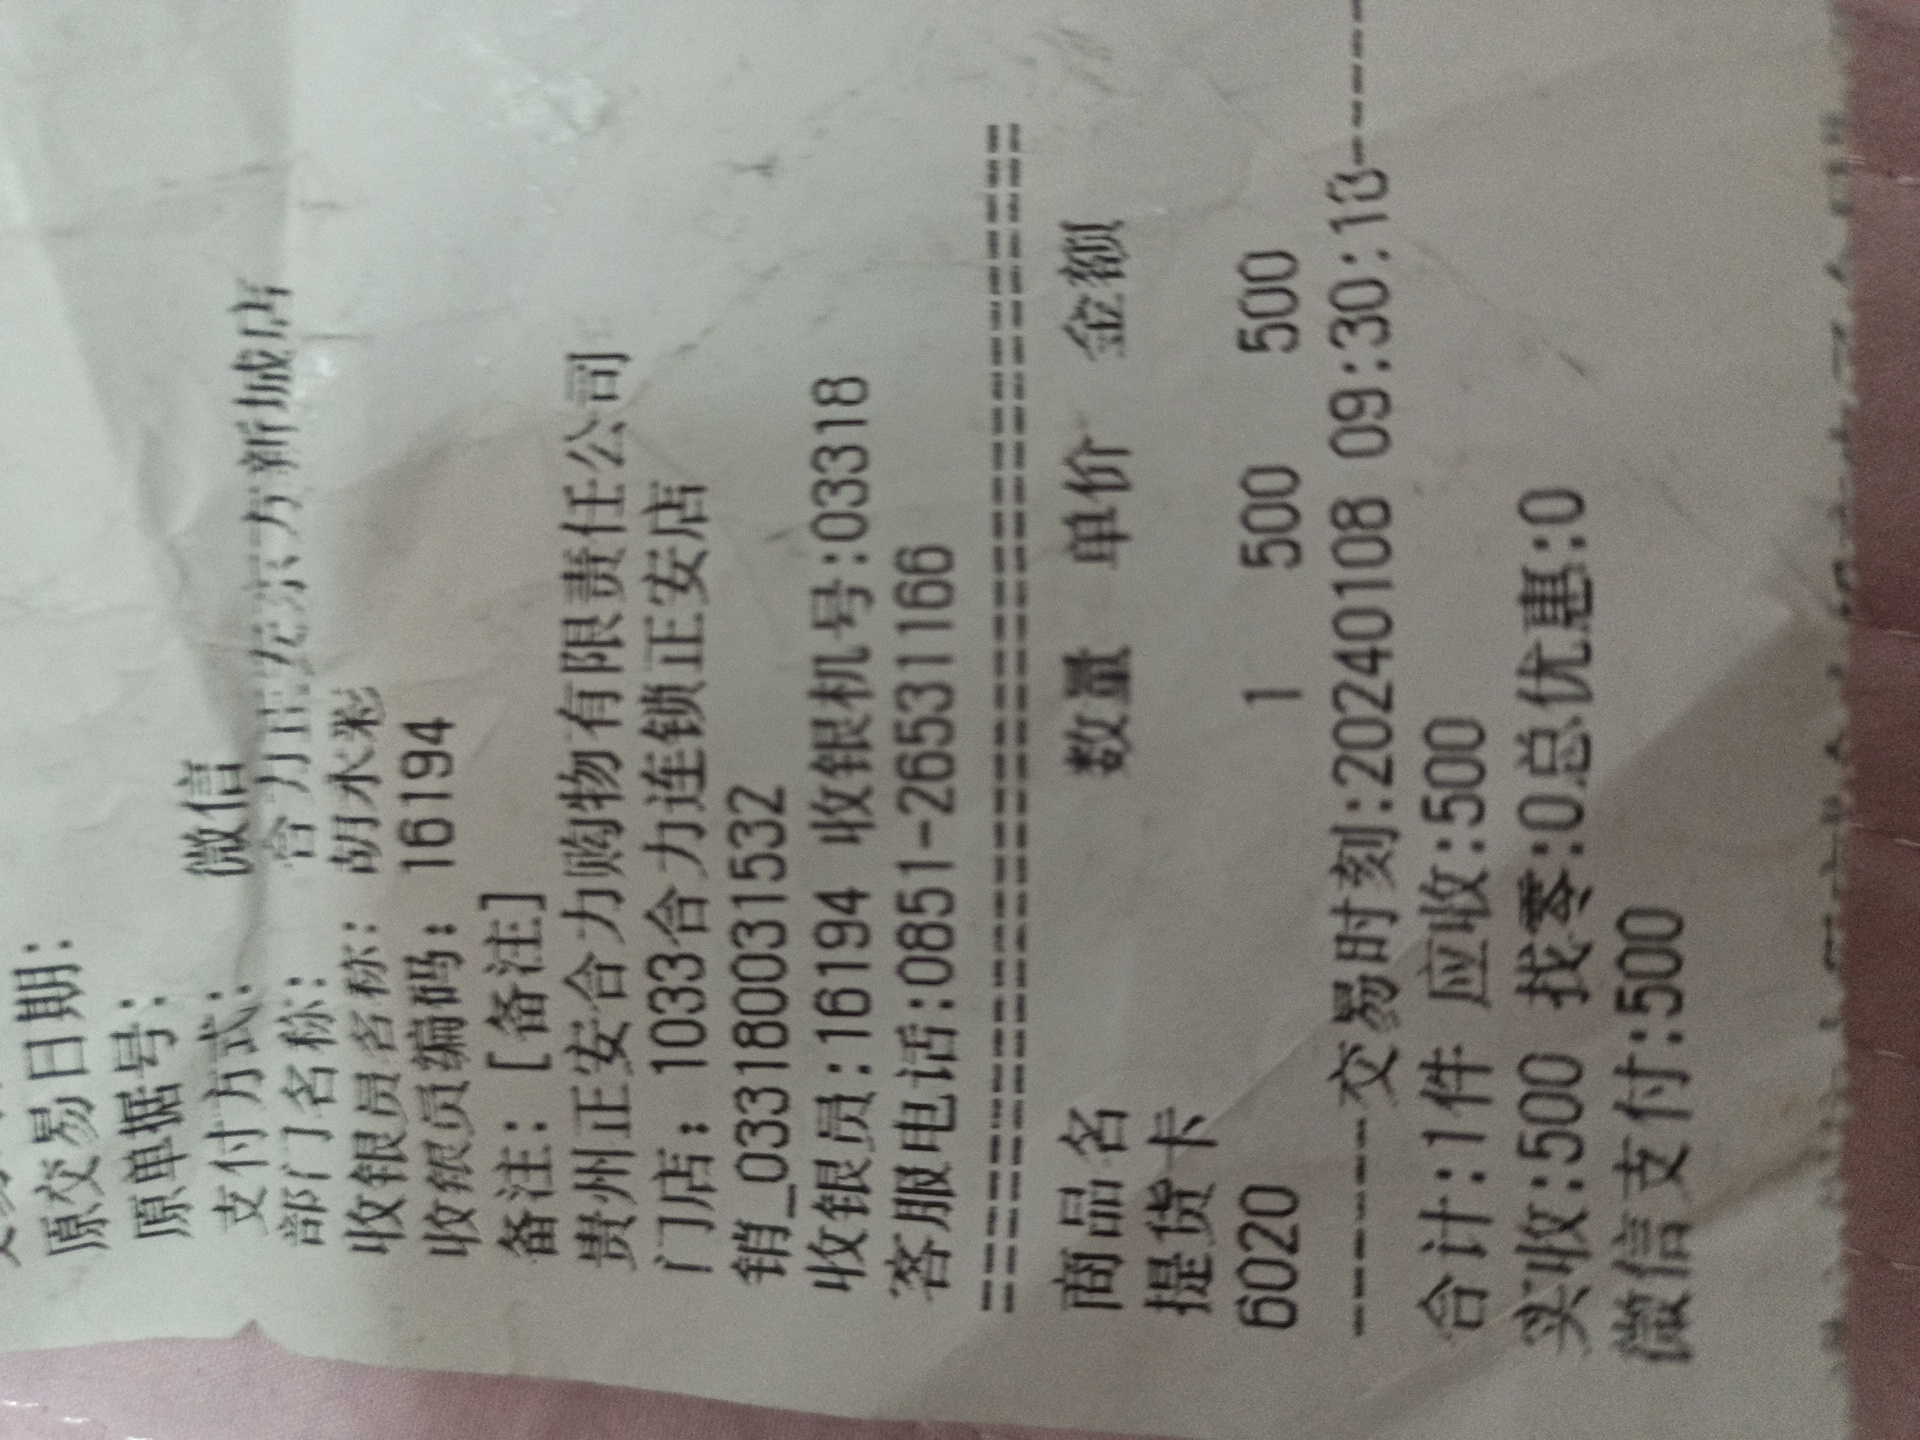 原交易日期:
原单据号:
支付方式: 微信
部门名称: 合力正安东方新城店
收银员名称: 胡水彩
收银员编码: 16194
备注: [备注]
贵州正安合力购物有限责任公司
门店: 1033合力连锁正安店
销_033180031532
收银员:16194 收银机号:03318
客服电话:0851-26531166
商品名 数量 单价 金额
提货卡
6020 1 500 500
交易时刻:20240108 09:30:13
合计:1件 应收:500
实收:500 找零:0总优惠:0
微信支付:500